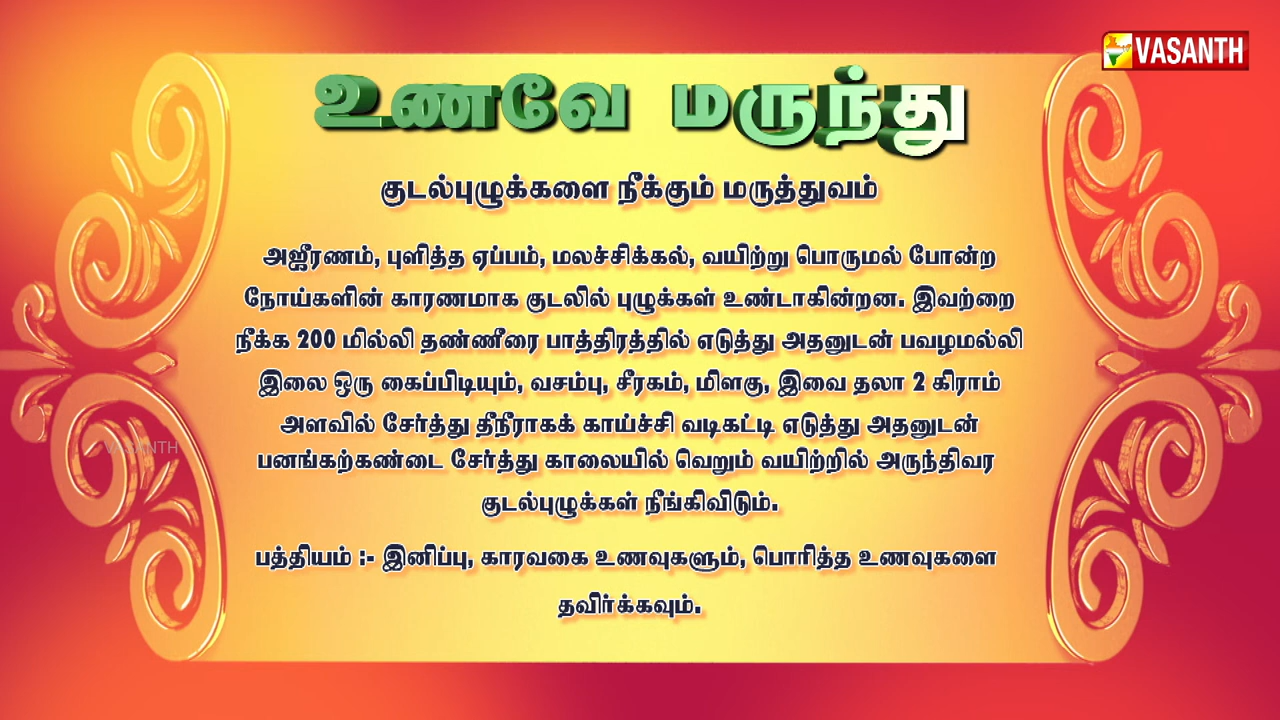 VASANTH
உணவே மருந்து
குடல்புழுக்களை நீக்கும் மருத்துவம்
அஜீரணம், புளித்த ஏப்பம், மலச்சிக்கல், வயிற்று பொருமல் போன்ற
நோய்களின் காரணமாக குடலில் புழுக்கள் உண்டாகின்றன. இவற்றை
நீக்க 200 மில்லி தண்ணீரை பாத்திரத்தில் எடுத்து அதனுடன் பவழமல்லி
இலை ஒரு கைப்பிடியும், வசம்பு, சீரகம், மிளகு, இவை தலா 2 கிராம்
அளவில் சேர்த்து தீநீராகக் காய்ச்சி வடிகட்டி எடுத்து அதனுடன்
VASANTH
பனங்கற்கண்டை சேர்த்து காலையில் வெறும் வயிற்றில் அருந்திவர
குடல்புழுக்கள் நீங்கிவிடும்.
பத்தியம் :- இனிப்பு, காரவகை உணவுகளும், பொரித்த உணவுகளை
தவிர்க்கவும்.